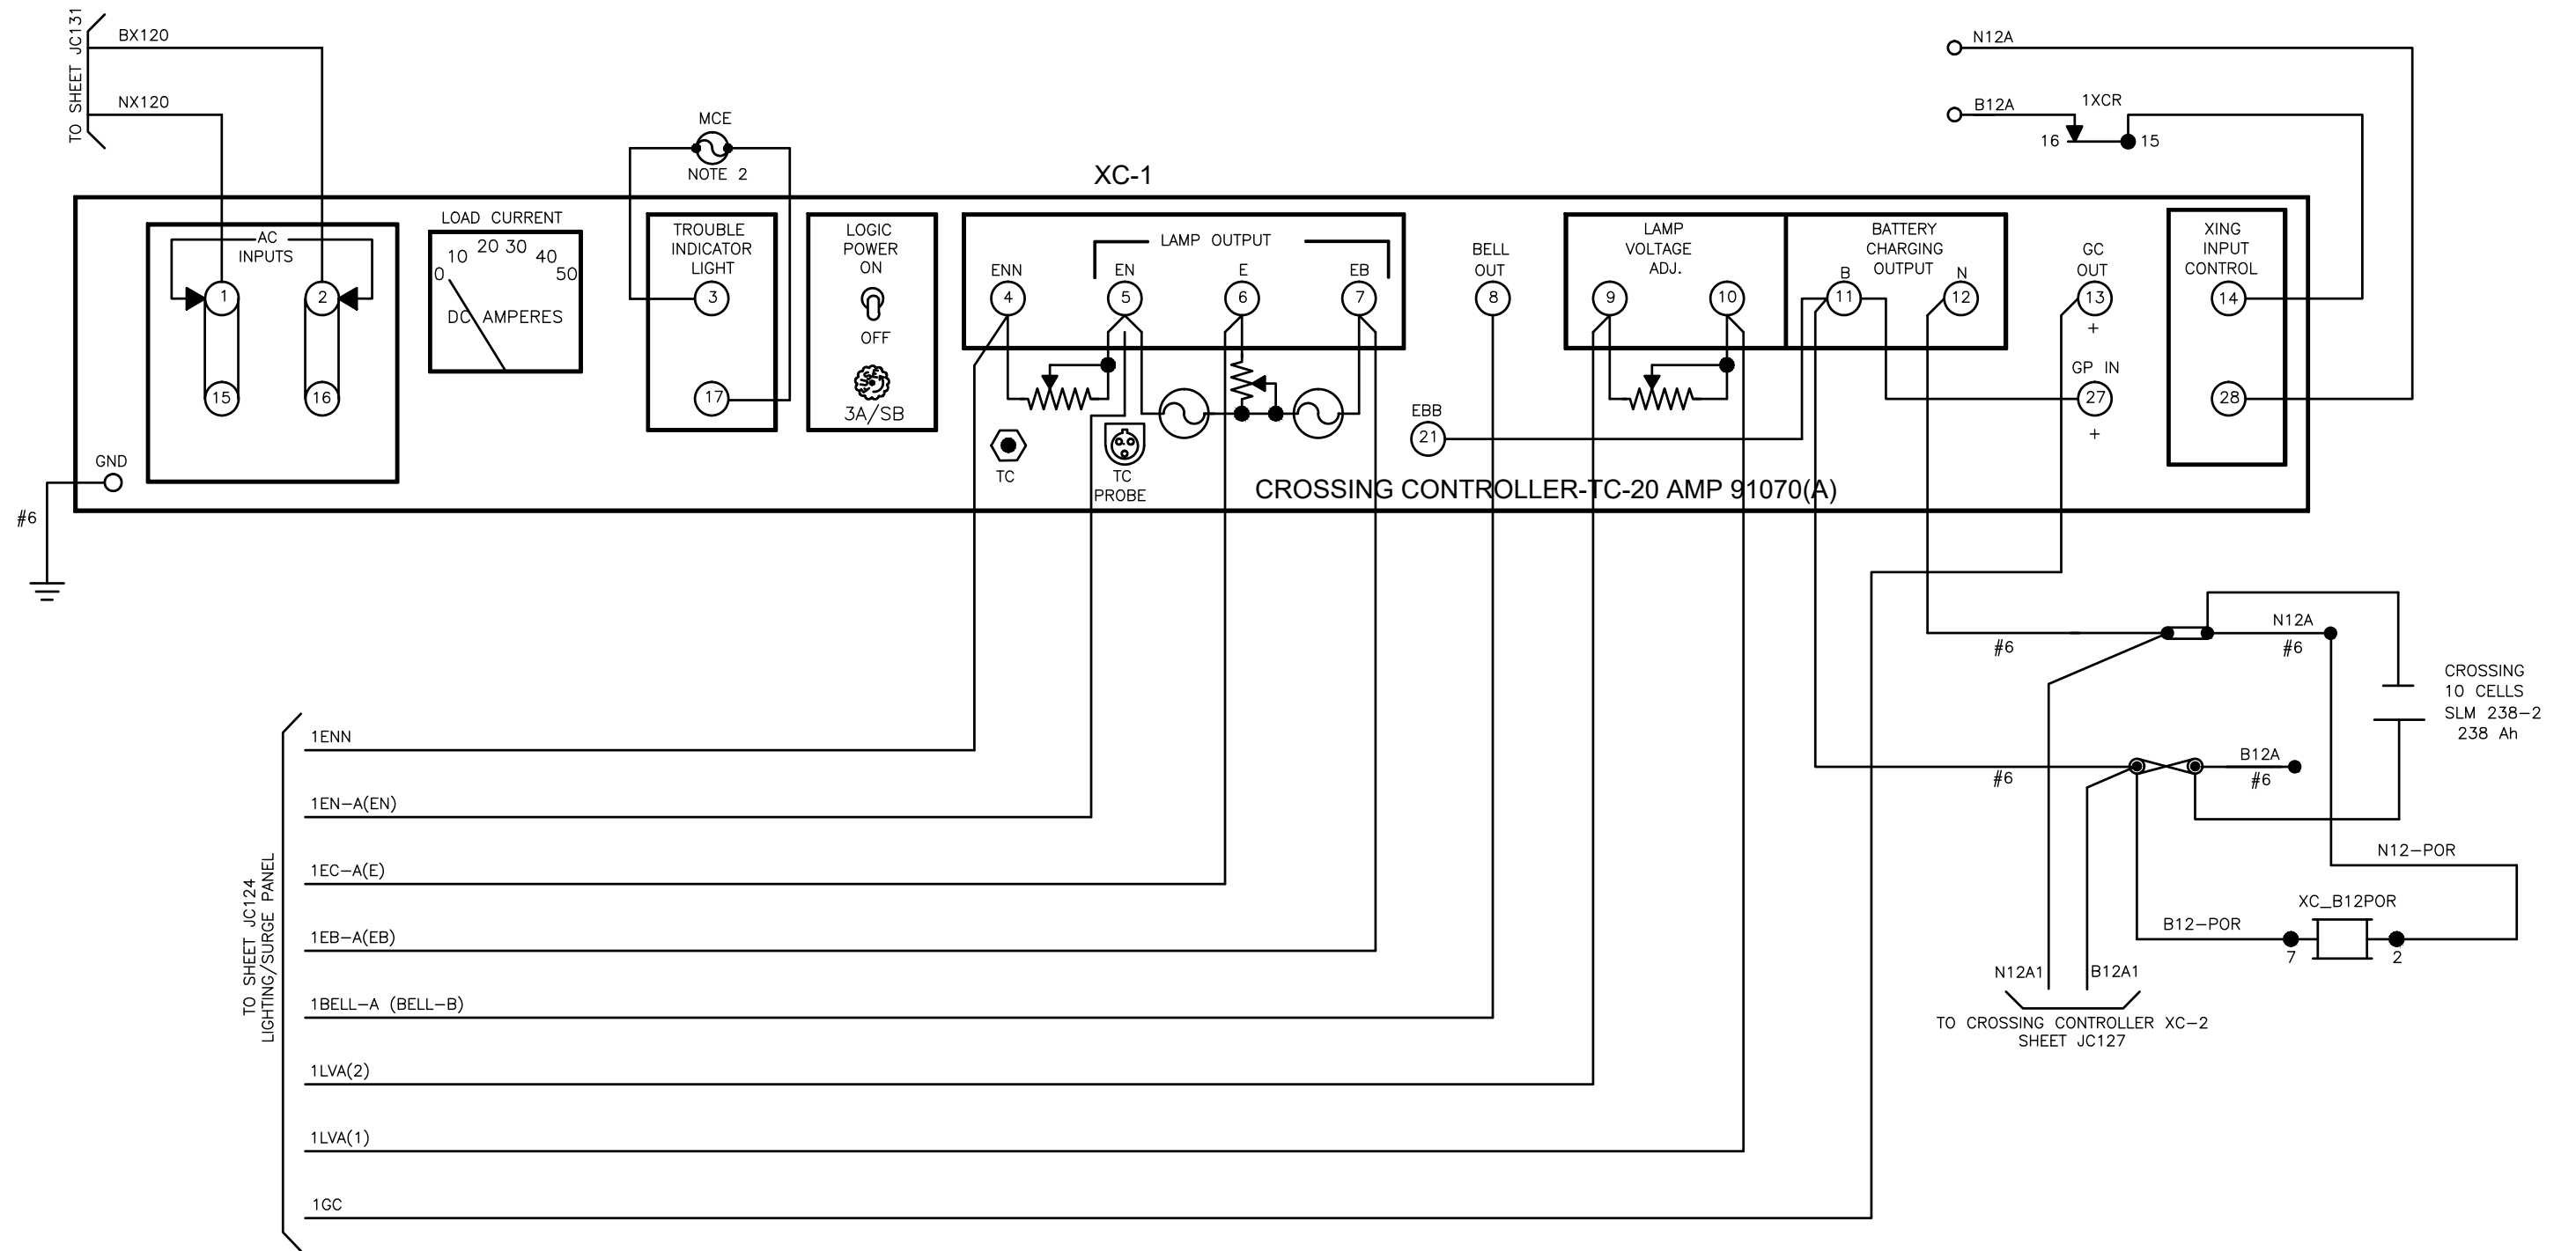 TO SHEET JC131
BX120
NX120
N12A
B12A
1XCR
16
15
MCE
NOTE 2
XC-1
AC
INPUTS
1
2
15
16
LOAD CURRENT
0
10
20
30
40
50
DC AMPERES
TROUBLE
INDICATOR
LIGHT
3
17
LOGIC
POWER
ON
OFF
3A/SB
LAMP OUTPUT
ENN
EN
E
EB
4
5
6
7
TC
TC
PROBE
BELL
OUT
8
EBB
21
LAMP
VOLTAGE
ADJ.
9
10
BATTERY
CHARGING
OUTPUT
B
N
11
12
GC
OUT
13
+
GP IN
27
+
XING
INPUT
CONTROL
14
28
GND
#6
CROSSING CONTROLLER-TC-20 AMP 91070(A)
N12A
#6
#6
CROSSING
10 CELLS
SLM 238-2
238 Ah
B12A
#6
#6
N12-POR
XC_B12POR
B12-POR
7
2
N12A1
B12A1
TO CROSSING CONTROLLER XC-2
SHEET JC127
TO SHEET JC124
LIGHTING/SURGE PANEL
1ENN
1EN-A(EN)
1EC-A(E)
1EB-A(EB)
1BELL-A (BELL-B)
1LVA(2)
1LVA(1)
1GC